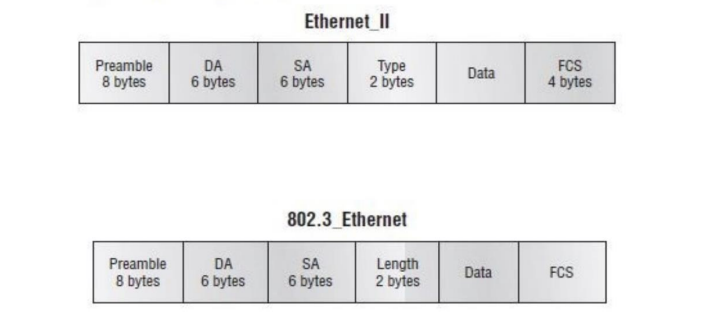 Ethernet_II
Preamble DA SA Type Data FCS
8 bytes 6 bytes 6 bytes 2 bytes 4 bytes
802.3_Ethernet
Preamble DA SA Length Data FCS
8 bytes 6 bytes 6 bytes 2 bytes